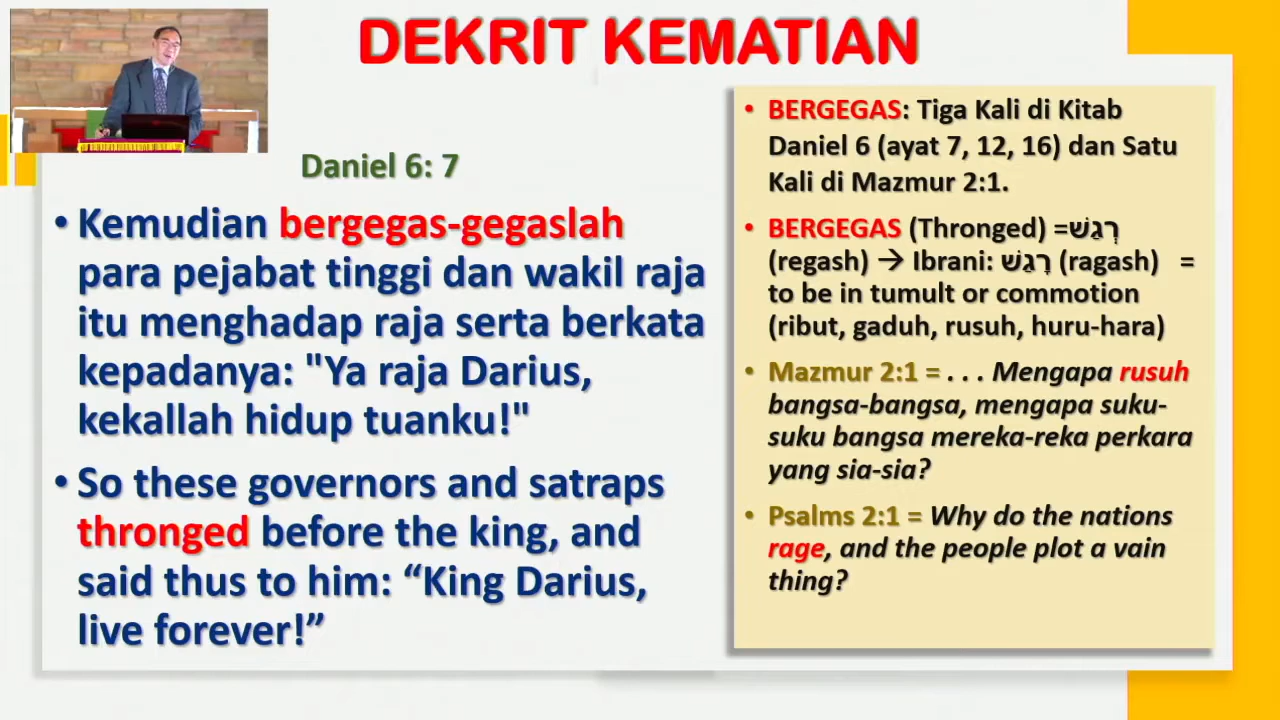 DEKRIT KEMATIAN
Daniel 6: 7
• Kemudian bergegas-gegaslah
para pejabat tinggi dan wakil raja
itu menghadap raja serta berkata
kepadanya: "Ya raja Darius,
kekallah hidup tuanku!"
• So these governors and satraps
thronged before the king, and
said thus to him: “King Darius,
live forever!”
• BERGEGAS: Tiga Kali di Kitab
Daniel 6 (ayat 7, 12, 16) dan Satu
Kali di Mazmur 2:1.
• BERGEGAS (Thronged) =רְגַשׁ
(regash) → Ibrani: רָגַשׁ (ragash) =
to be in tumult or commotion
(ribut, gaduh, rusuh, huru-hara)
• Mazmur 2:1 = . . . Mengapa rusuh
bangsa-bangsa, mengapa suku-
suku bangsa mereka-reka perkara
yang sia-sia?
• Psalms 2:1 = Why do the nations
rage, and the people plot a vain
thing?